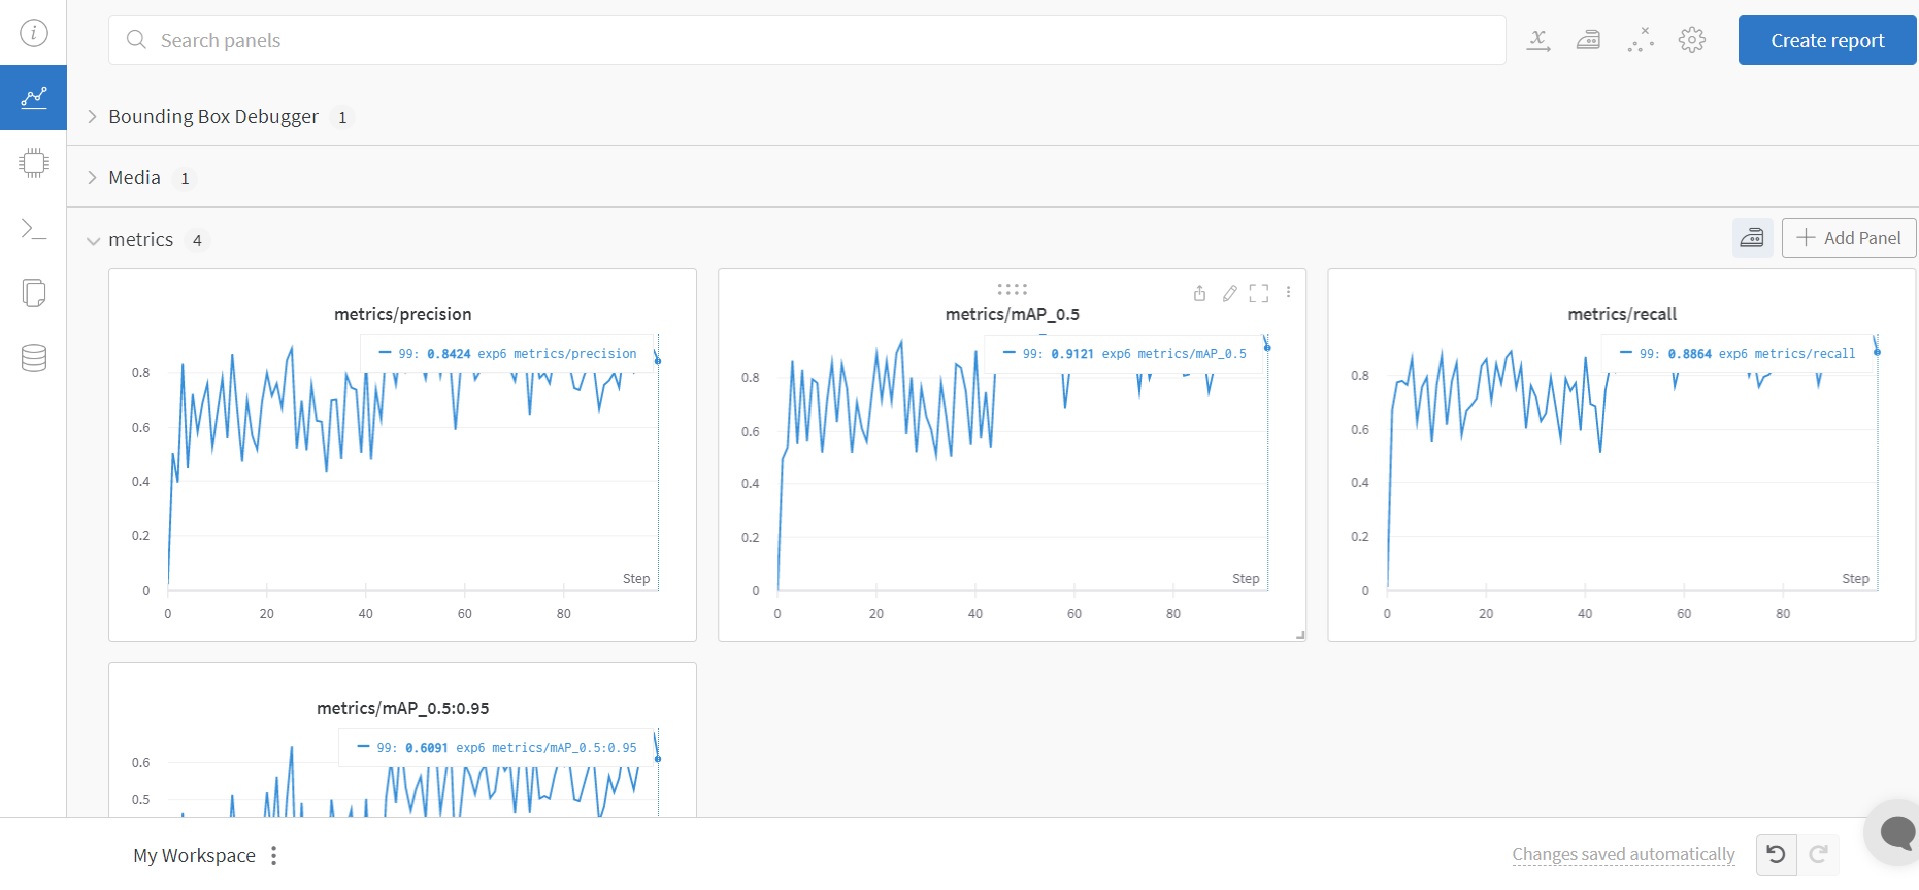 Search panels
Create report
Bounding Box Debugger 1
Media 1
metrics 4
Add Panel
metrics/precision
99: 0.8424 exp6 metrics/precision
0.8
0.6
0.4
0.2
0
Step
0 20 40 60 80
metrics/mAP_0.5
99: 0.9121 exp6 metrics/mAP_0.5
0.8
0.6
0.4
0.2
0
Step
0 20 40 60 80
metrics/recall
99: 0.8864 exp6 metrics/recall
0.8
0.6
0.4
0.2
0
Step
0 20 40 60 80
metrics/mAP_0.5:0.95
99: 0.6091 exp6 metrics/mAP_0.5:0.95
0.6
0.5
My Workspace
Changes saved automatically